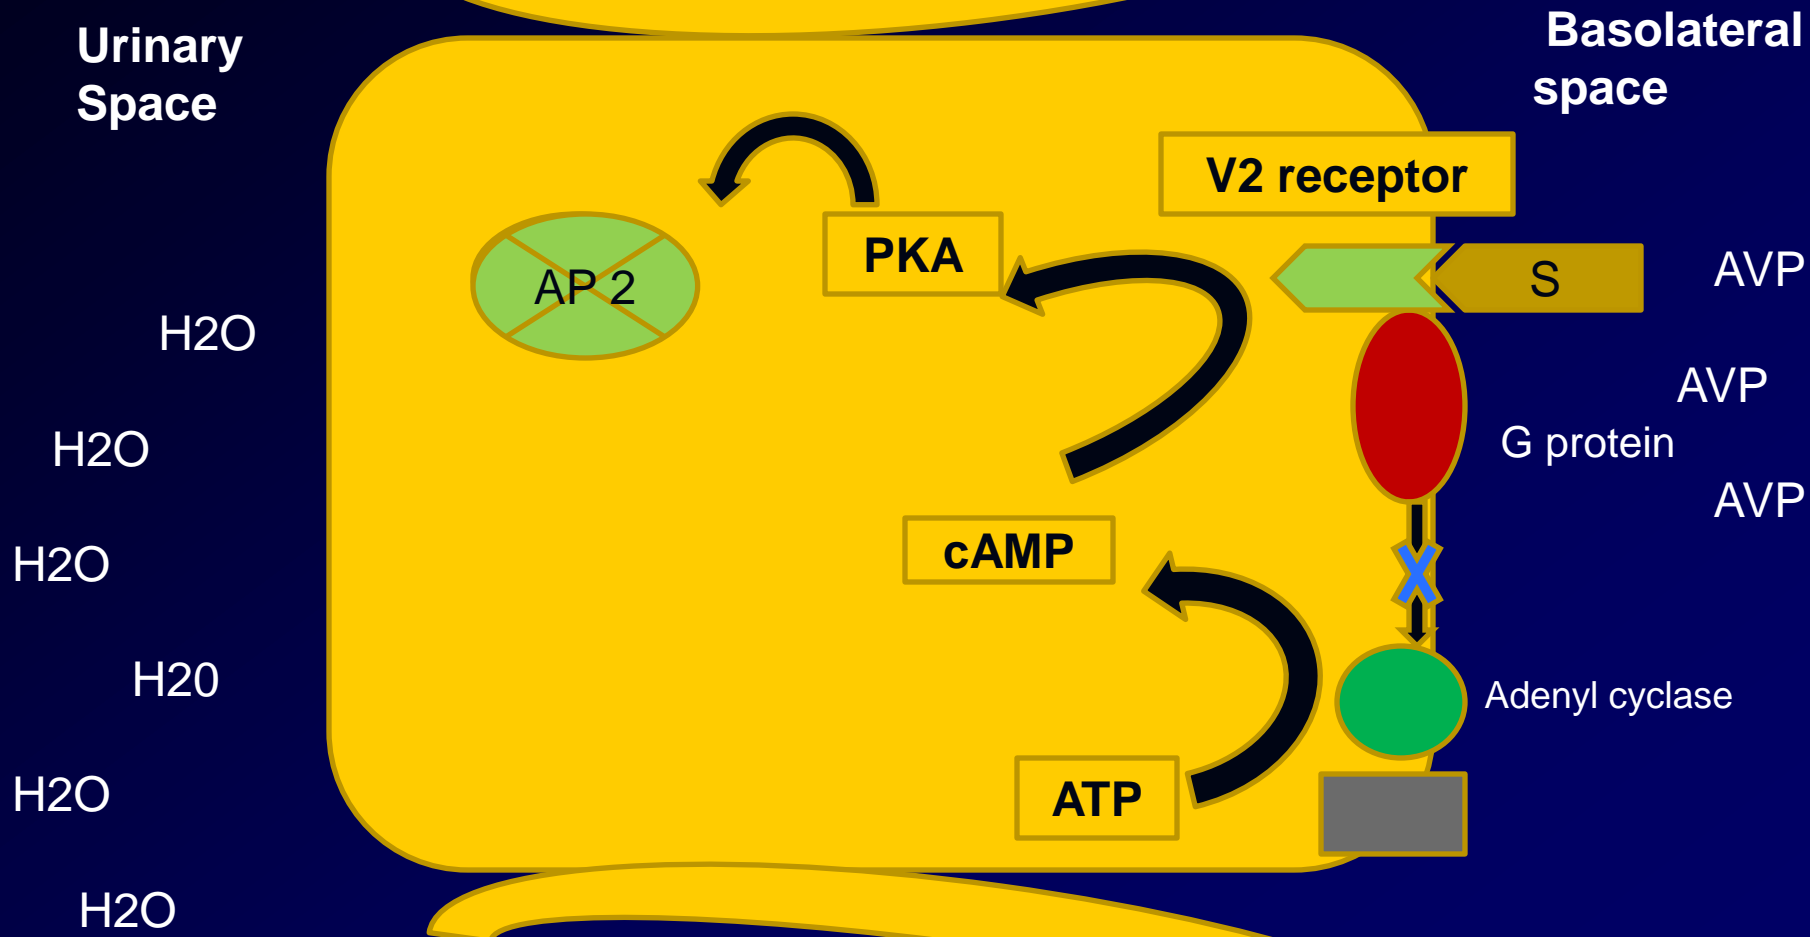 Urinary
Space
Basolateral
space
V2 receptor
PKA
AP 2
S
AVP
H2O
AVP
H2O
G protein
AVP
cAMP
H2O
H20
Adenyl cyclase
H2O
ATP
H2O
X